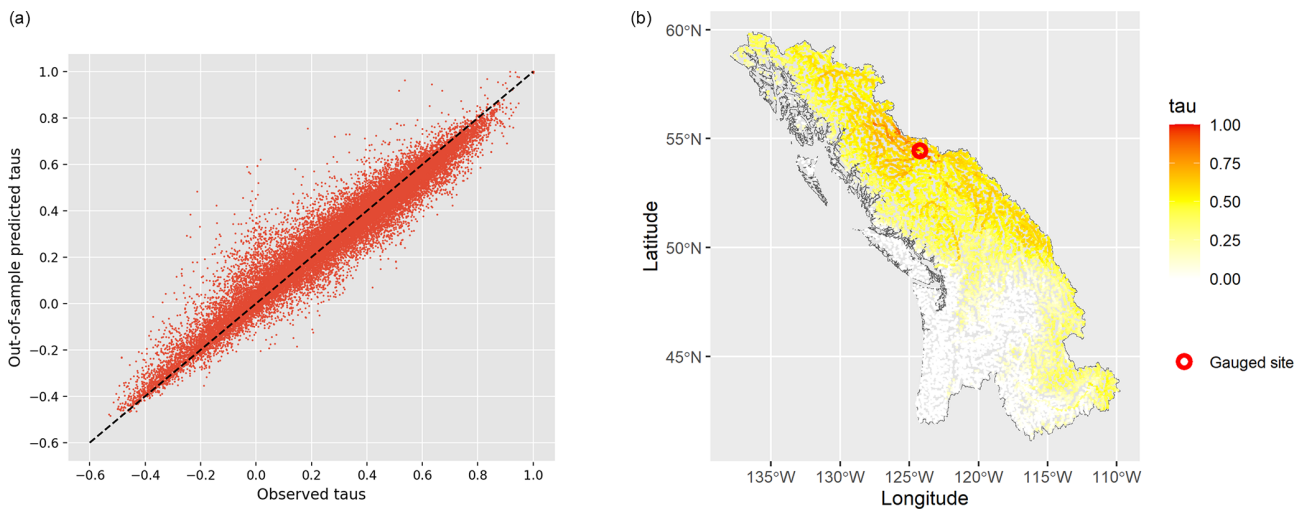 (a)
1.0
0.8
0.6
0.4
0.2
0.0
−0.2
−0.4
−0.6
Out-of-sample predicted taus
−0.6 −0.4 −0.2 0.0 0.2 0.4 0.6 0.8 1.0
Observed taus
(b)
60°N
55°N
50°N
45°N
Latitude
135°W 130°W 125°W 120°W 115°W 110°W
Longitude
tau
1.00
0.75
0.50
0.25
0.00
Gauged site